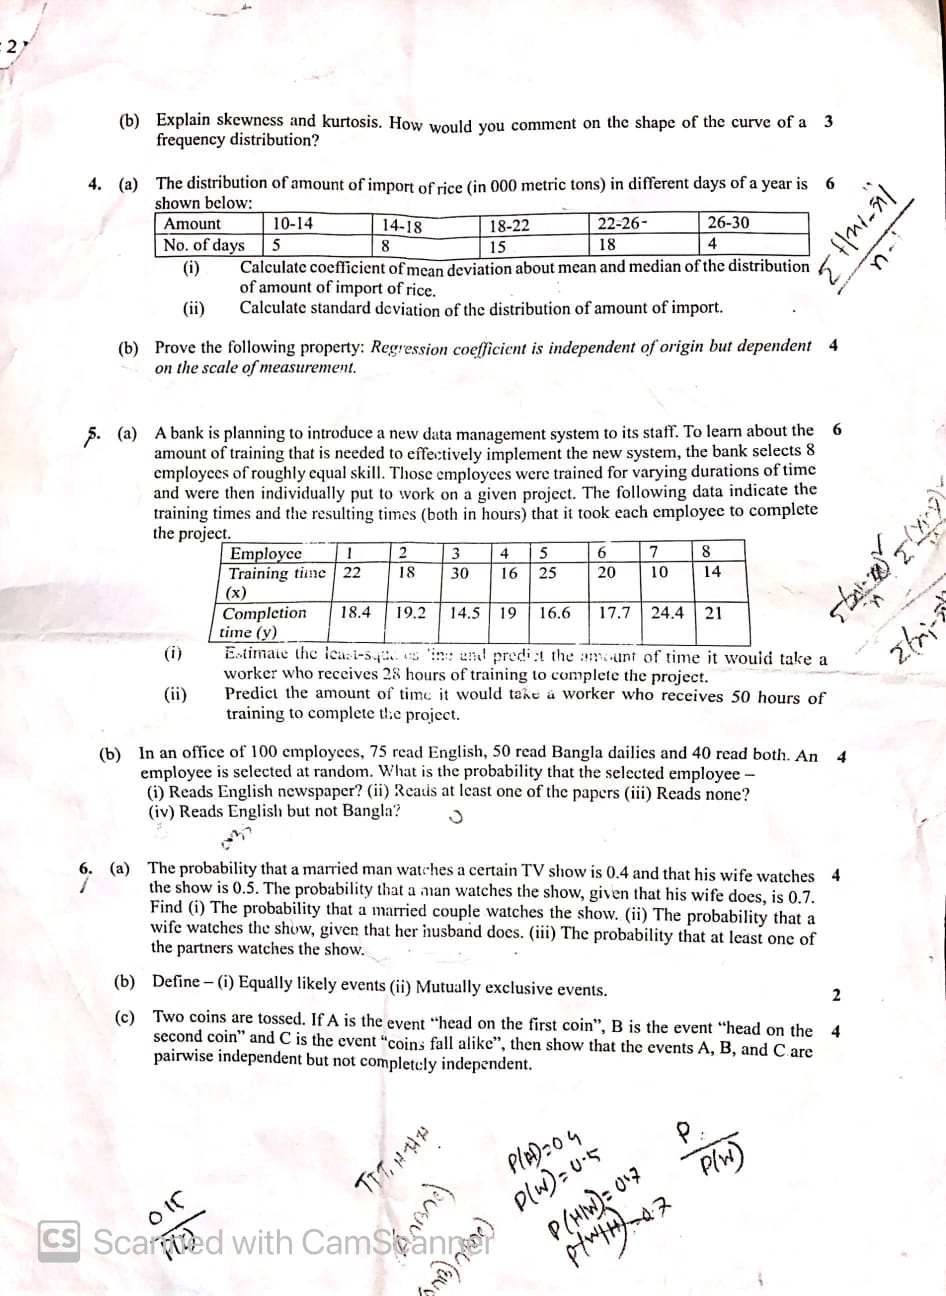 2
(b) Explain skewness and kurtosis. How would you comment on the shape of the curve of a 3
frequency distribution?
4. (a) The distribution of amount of import of rice (in 000 metric tons) in different days of a year is 6
shown below:
Amount 10-14 14-18 18-22 22-26- 26-30
No. of days 5 8 15 18 4
(i) Calculate coefficient of mean deviation about mean and median of the distribution
of amount of import of rice.
(ii) Calculate standard deviation of the distribution of amount of import.
(b) Prove the following property: Regression coefficient is independent of origin but dependent 4
on the scale of measurement.
5. (a) A bank is planning to introduce a new data management system to its staff. To learn about the 6
amount of training that is needed to effectively implement the new system, the bank selects 8
employees of roughly equal skill. Those employees were trained for varying durations of time
and were then individually put to work on a given project. The following data indicate the
training times and the resulting times (both in hours) that it took each employee to complete
the project.
Employee 1 2 3 4 5 6 7 8
Training time 22 18 30 16 25 20 10 14
(x)
Completion 18.4 19.2 14.5 19 16.6 17.7 24.4 21
time (y)
(i) Estimate the least-squares line and predict the amount of time it would take a
worker who receives 28 hours of training to complete the project.
(ii) Predict the amount of time it would take a worker who receives 50 hours of
training to complete the project.
(b) In an office of 100 employees, 75 read English, 50 read Bangla dailies and 40 read both. An 4
employee is selected at random. What is the probability that the selected employee –
(i) Reads English newspaper? (ii) Reads at least one of the papers (iii) Reads none?
(iv) Reads English but not Bangla?
6. (a) The probability that a married man watches a certain TV show is 0.4 and that his wife watches 4
the show is 0.5. The probability that a man watches the show, given that his wife does, is 0.7.
Find (i) The probability that a married couple watches the show. (ii) The probability that a
wife watches the show, given that her husband does. (iii) The probability that at least one of
the partners watches the show.
(b) Define – (i) Equally likely events (ii) Mutually exclusive events. 2
(c) Two coins are tossed. If A is the event “head on the first coin”, B is the event “head on the 4
second coin” and C is the event “coins fall alike”, then show that the events A, B, and C are
pairwise independent but not completely independent.
P(W)=0.5
P(H/W)=0.7
P(W)
CS Scanned with CamScanner